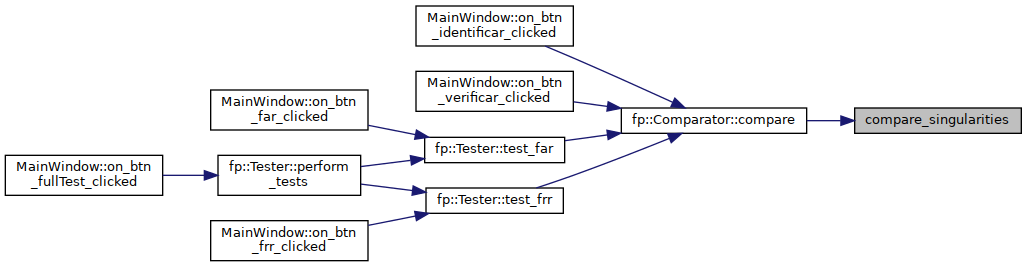 MainWindow::on_btn
_identificar_clicked
MainWindow::on_btn
_verificar_clicked
MainWindow::on_btn
_far_clicked
fp::Comparator::compare
compare_singularities
fp::Tester::test_far
MainWindow::on_btn
_fullTest_clicked
fp::Tester::perform
_tests
fp::Tester::test_frr
MainWindow::on_btn
_frr_clicked